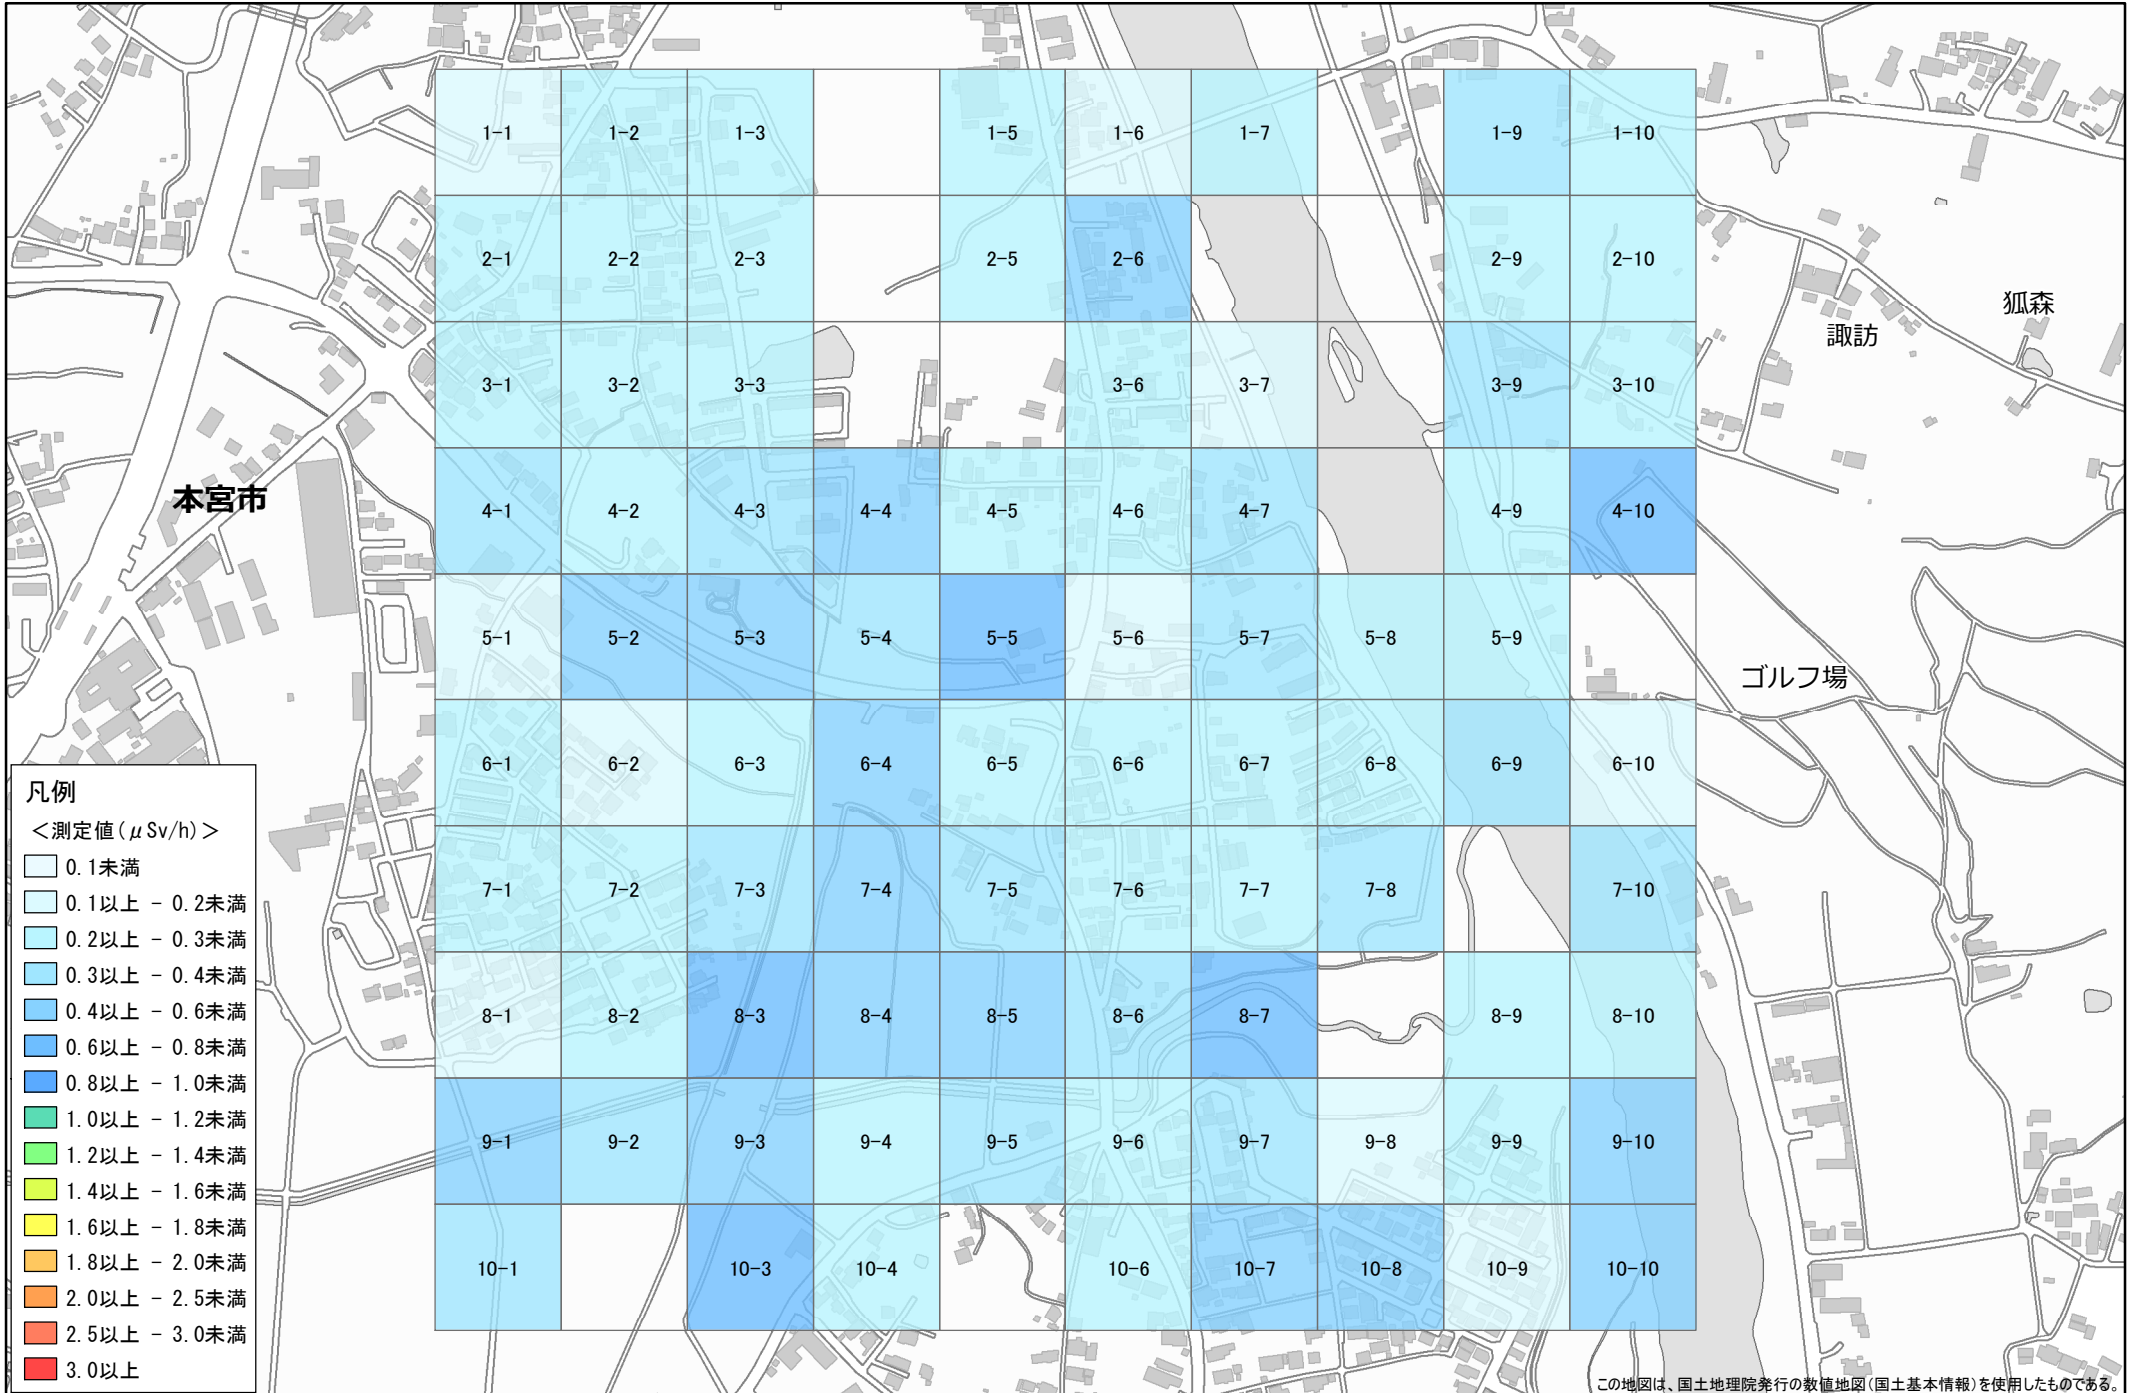 1-1 1-2 1-3 1-5 1-6 1-7 1-9 1-10
2-1 2-2 2-3 2-5 2-6 2-9 2-10
狐森
諏訪
3-1 3-2 3-3 3-6 3-7 3-9 3-10
本宮市
4-1 4-2 4-3 4-4 4-5 4-6 4-7 4-9 4-10
5-1 5-2 5-3 5-4 5-5 5-6 5-7 5-8 5-9
ゴルフ場
6-1 6-2 6-3 6-4 6-5 6-6 6-7 6-8 6-9 6-10
7-1 7-2 7-3 7-4 7-5 7-6 7-7 7-8 7-10
8-1 8-2 8-3 8-4 8-5 8-6 8-7 8-9 8-10
9-1 9-2 9-3 9-4 9-5 9-6 9-7 9-8 9-9 9-10
10-1 10-3 10-4 10-6 10-7 10-8 10-9 10-10
凡例
＜測定値(μSv/h)＞
0.1未満
0.1以上 - 0.2未満
0.2以上 - 0.3未満
0.3以上 - 0.4未満
0.4以上 - 0.6未満
0.6以上 - 0.8未満
0.8以上 - 1.0未満
1.0以上 - 1.2未満
1.2以上 - 1.4未満
1.4以上 - 1.6未満
1.6以上 - 1.8未満
1.8以上 - 2.0未満
2.0以上 - 2.5未満
2.5以上 - 3.0未満
3.0以上
この地図は、国土地理院発行の数値地図(国土基本情報)を使用したものである。